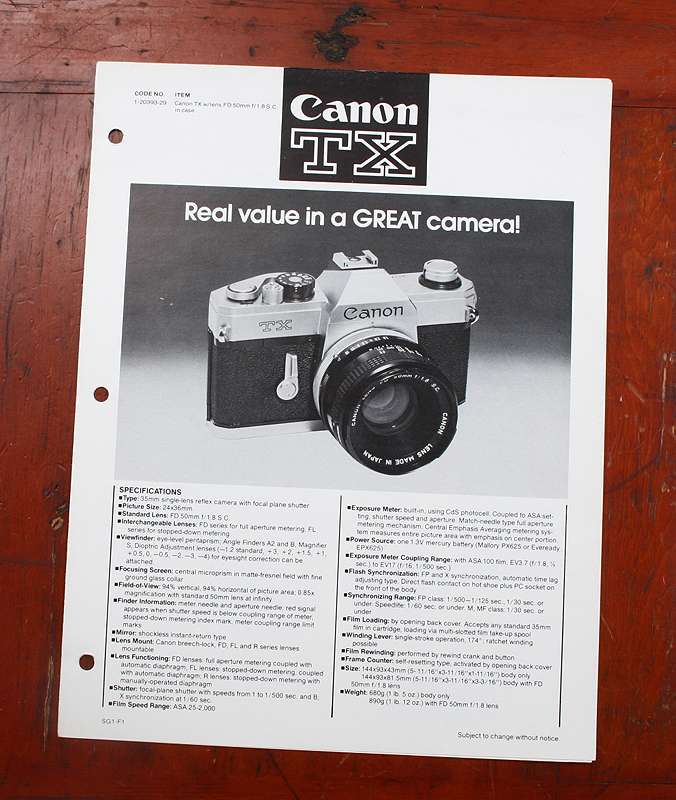 CODE NO. ITEM
1-20393-29 Canon TX w/lens FD 50mm f/1.8 S.C.
in case
Canon
TX
Real value in a GREAT camera!
TX
Canon
50mm f/1.8 S.C.
CANON LENS MADE IN JAPAN
SPECIFICATIONS
■Type: 35mm single-lens reflex camera with focal plane shutter
■Picture Size: 24x36mm
■Standard Lens: FD 50mm f/1.8 S.C.
■Interchangeable Lenses: FD series for full aperture metering, FL
series for stopped-down metering
■Viewfinder: eye-level pentaprism; Angle Finders A2 and B, Magnifier
S, Dioptric Adjustment lenses (–1.2 standard, +3, +2, +1.5, +1,
+0.5, 0, –0.5, –2, –3, –4) for eyesight correction can be
attached.
■Focusing Screen: central microprism in matte-fresnel field with fine
ground glass collar
■Field-of-View: 94% vertical, 94% horizontal of picture area; 0.85x
magnification with standard 50mm lens at infinity
■Finder Information: meter needle and aperture needle; red signal
appears when shutter speed is below coupling range of meter,
stopped-down metering index mark, meter coupling range limit
marks
■Mirror: shockless instant-return type
■Lens Mount: Canon breech-lock, FD, FL and R series lenses
mountable
■Lens Functioning: FD lenses: full aperture metering coupled with
automatic diaphragm; FL lenses: stopped-down metering, coupled
with automatic diaphragm; R lenses: stopped-down metering with
manually-operated diaphragm
■Shutter: focal-plane shutter with speeds from 1 to 1/500 sec. and B;
X synchronization at 1/60 sec.
■Film Speed Range: ASA 25-2,000
■Exposure Meter: built-in, using CdS photocell. Coupled to ASA set-
ting, shutter speed and aperture. Match-needle type full aperture
metering mechanism. Central Emphasis Averaging metering sys-
tem measures entire picture area with emphasis on center portion.
■Power Source: one 1.3V mercury battery (Mallory PX625 or Eveready
EPX625)
■Exposure Meter Coupling Range: with ASA 100 film, EV3.7 (f/1.8, ¼
sec.) to EV17 (f/16, 1/500 sec.)
■Flash Synchronization: FP and X synchronization, automatic time lag
adjusting type. Direct flash contact on hot shoe plus PC socket on
the front of the body
■Synchronizing Range: FP class: 1/500–1/125 sec., 1/30 sec. or
under. Speedlite: 1/60 sec. or under. M, MF class: 1/30 sec. or
under
■Film Loading: by opening back cover. Accepts any standard 35mm
film in cartridge; loading via multi-slotted film take-up spool
■Winding Lever: single-stroke operation, 174°; ratchet winding
possible
■Film Rewinding: performed by rewind crank and button
■Frame Counter: self-resetting type, activated by opening back cover
■Size: 144x93x43mm (5-11/16"x3-11/16"x1-11/16") body only
144x93x81.5mm (5-11/16"x3-11/16"x3-3/16") body with FD
50mm f/1.8 lens
■Weight: 680g (1 lb. 5 oz.) body only
890g (1 lb. 12 oz.) with FD 50mm f/1.8 lens
SG1-F1
Subject to change without notice.